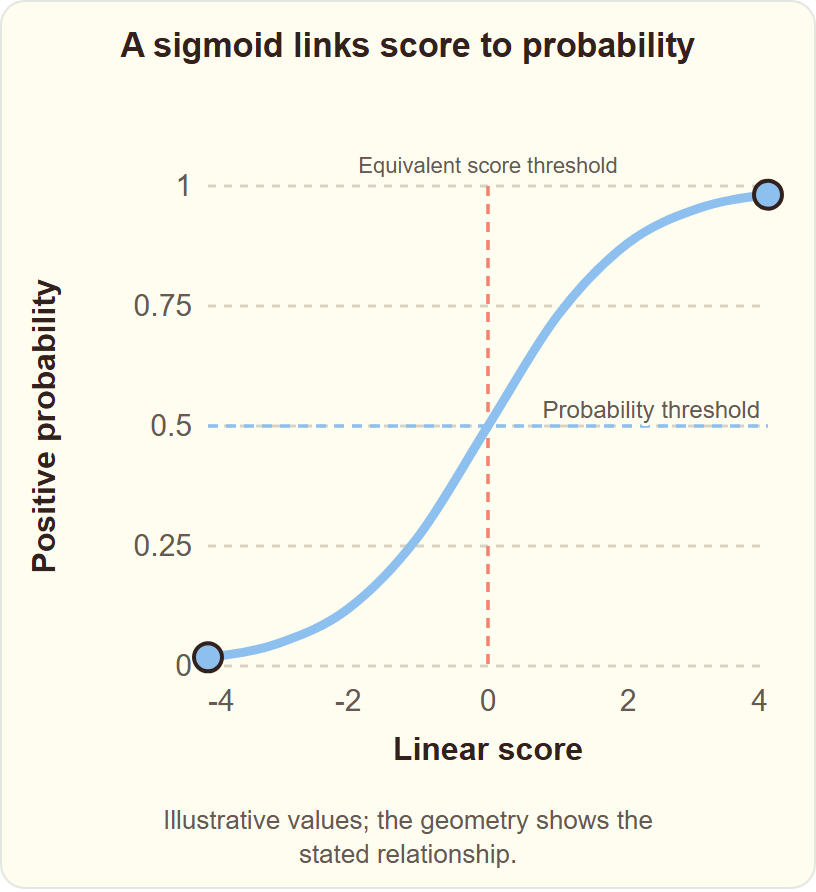 A sigmoid links score to probability
Equivalent score threshold
1
0.75
Probability threshold
0.5
0.25
0
Positive probability
-4
-2
0
2
4
Linear score
Illustrative values; the geometry shows the
stated relationship.